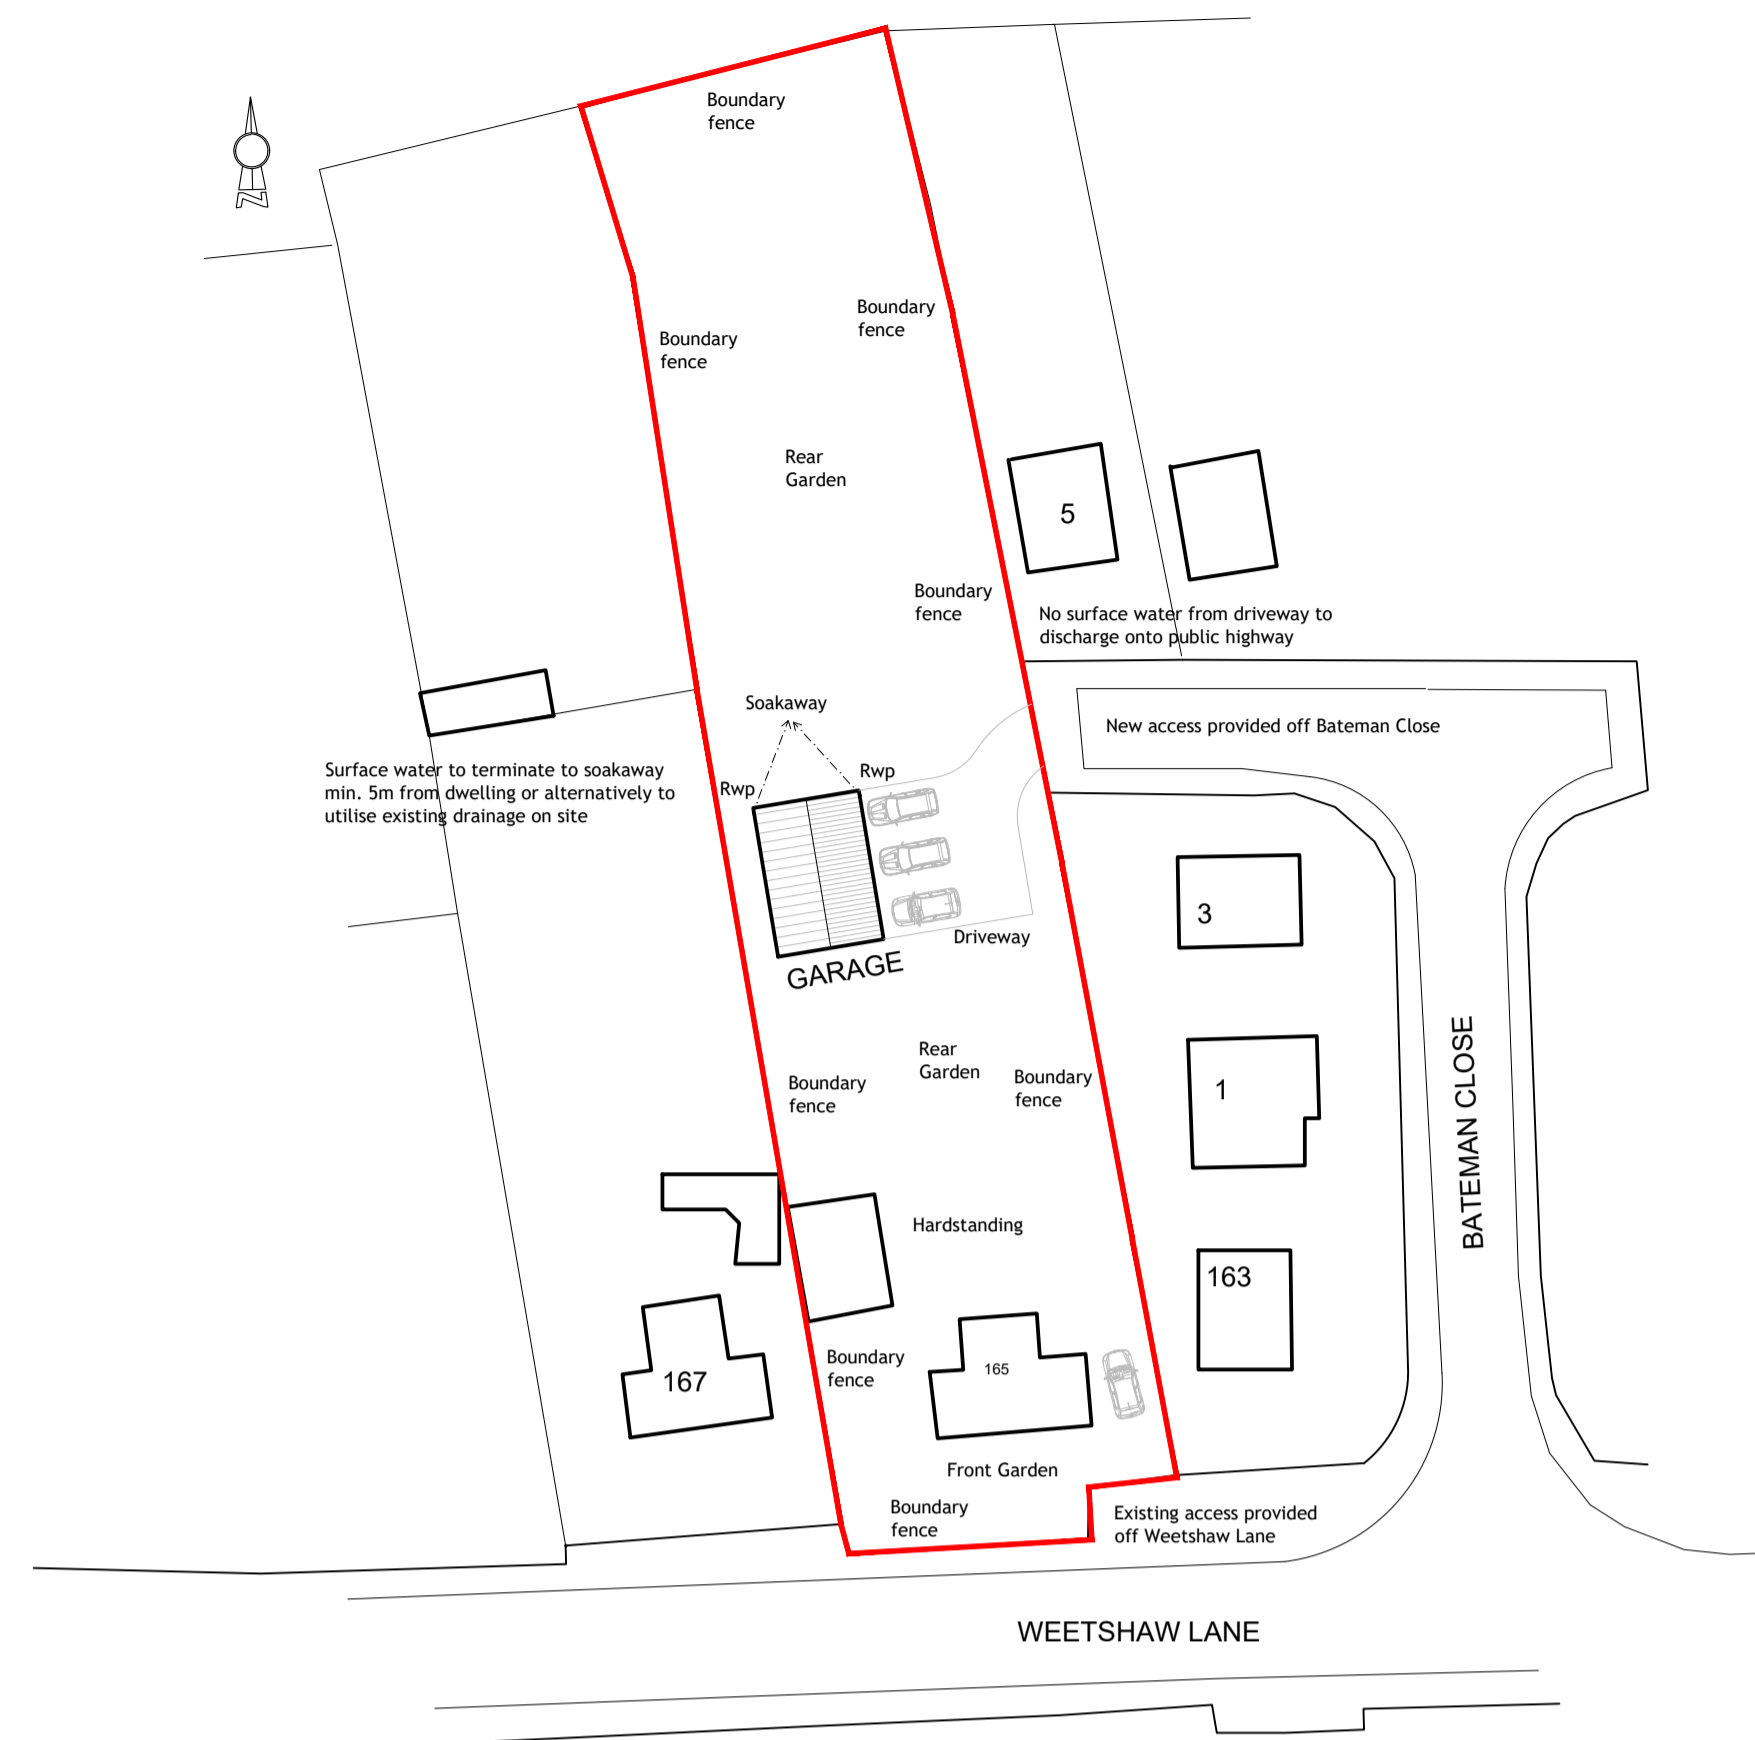 Boundary
fence
N
Boundary
fence
Boundary
fence
Rear
Garden
5
Boundary
fence
No surface water from driveway to
discharge onto public highway
Soakaway
New access provided off Bateman Close
Surface water to terminate to soakaway
min. 5m from dwelling or alternatively to
utilise existing drainage on site
Rwp
Rwp
3
Driveway
GARAGE
Rear
Garden
Boundary
fence
Boundary
fence
1
BATEMAN CLOSE
Hardstanding
163
Boundary
fence
165
167
Front Garden
Boundary
fence
Existing access provided
off Weetshaw Lane
WEETSHAW LANE